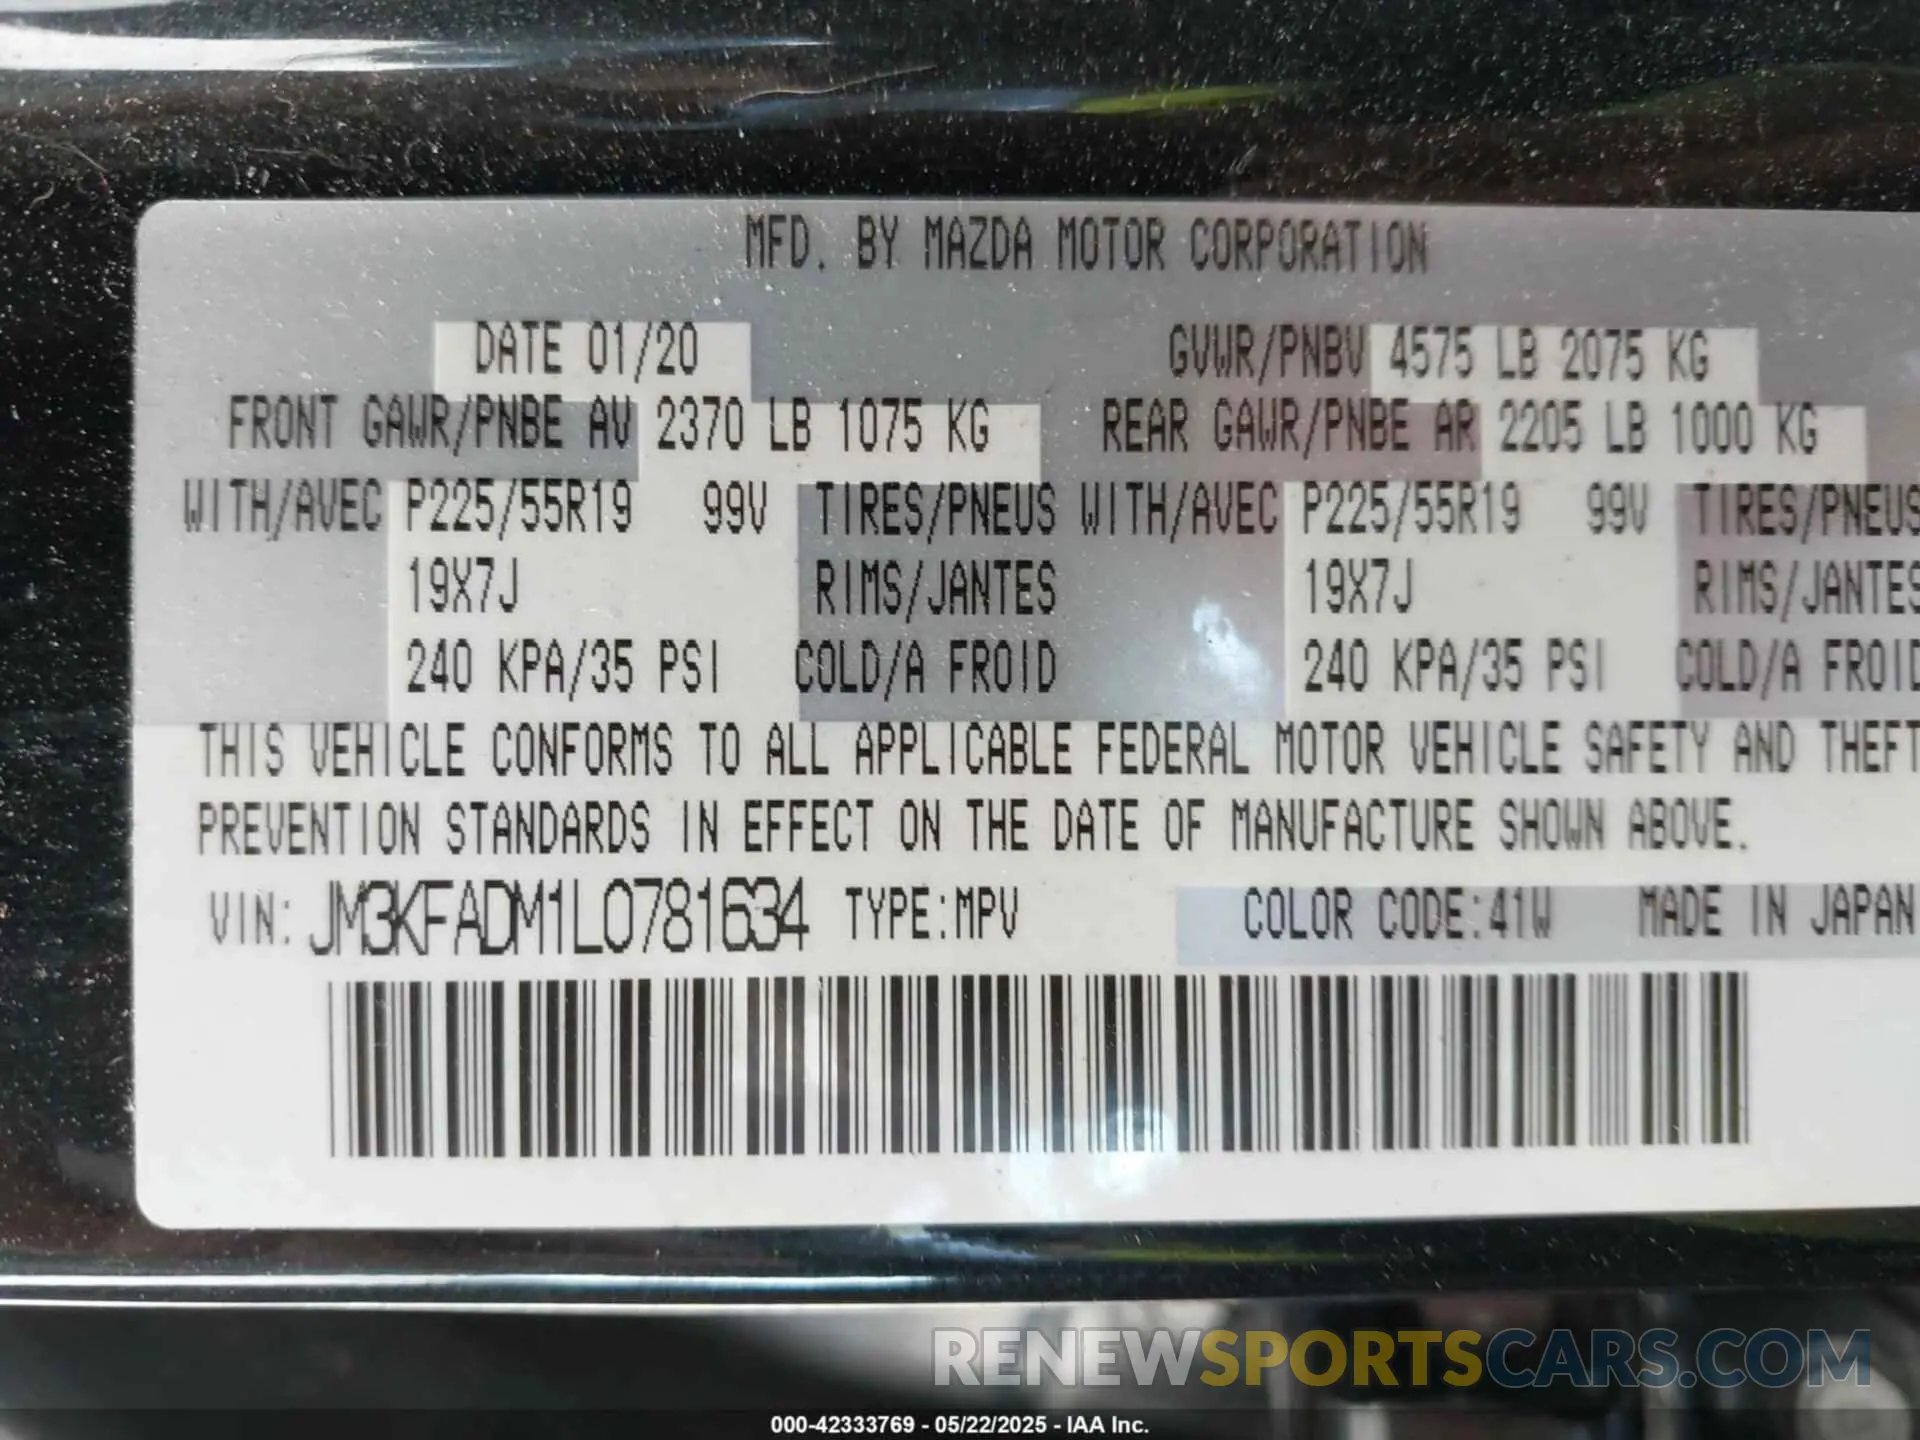 MFD. BY MAZDA MOTOR CORPORATION
DATE 01/20 GVWR/PNBV 4575 LB 2075 KG
FRONT GAWR/PNBE AV 2370 LB 1075 KG REAR GAWR/PNBE AR 2205 LB 1000 KG
WITH/AVEC P225/55R19 99V TIRES/PNEUS WITH/AVEC P225/55R19 99V TIRES/PNEUS
19X7J RIMS/JANTES 19X7J RIMS/JANTES
240 KPA/35 PSI COLD/A FROID 240 KPA/35 PSI COLD/A FROID
THIS VEHICLE CONFORMS TO ALL APPLICABLE FEDERAL MOTOR VEHICLE SAFETY AND THEFT
PREVENTION STANDARDS IN EFFECT ON THE DATE OF MANUFACTURE SHOWN ABOVE.
VIN: JM3KFADM1L0781634 TYPE:MPV COLOR CODE:41W MADE IN JAPAN
RENEWSPORTSCARS.COM
000-42333769 - 05/22/2025 - IAA Inc.